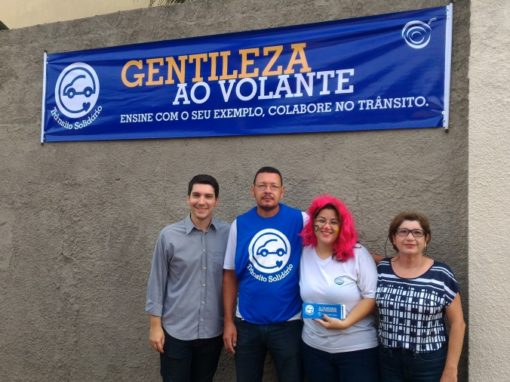 GENTILEZA
AO VOLANTE
ENSINE COM O SEU EXEMPLO, COLABORE NO TRÂNSITO.
Trânsito Solidário
Trânsito Solidário